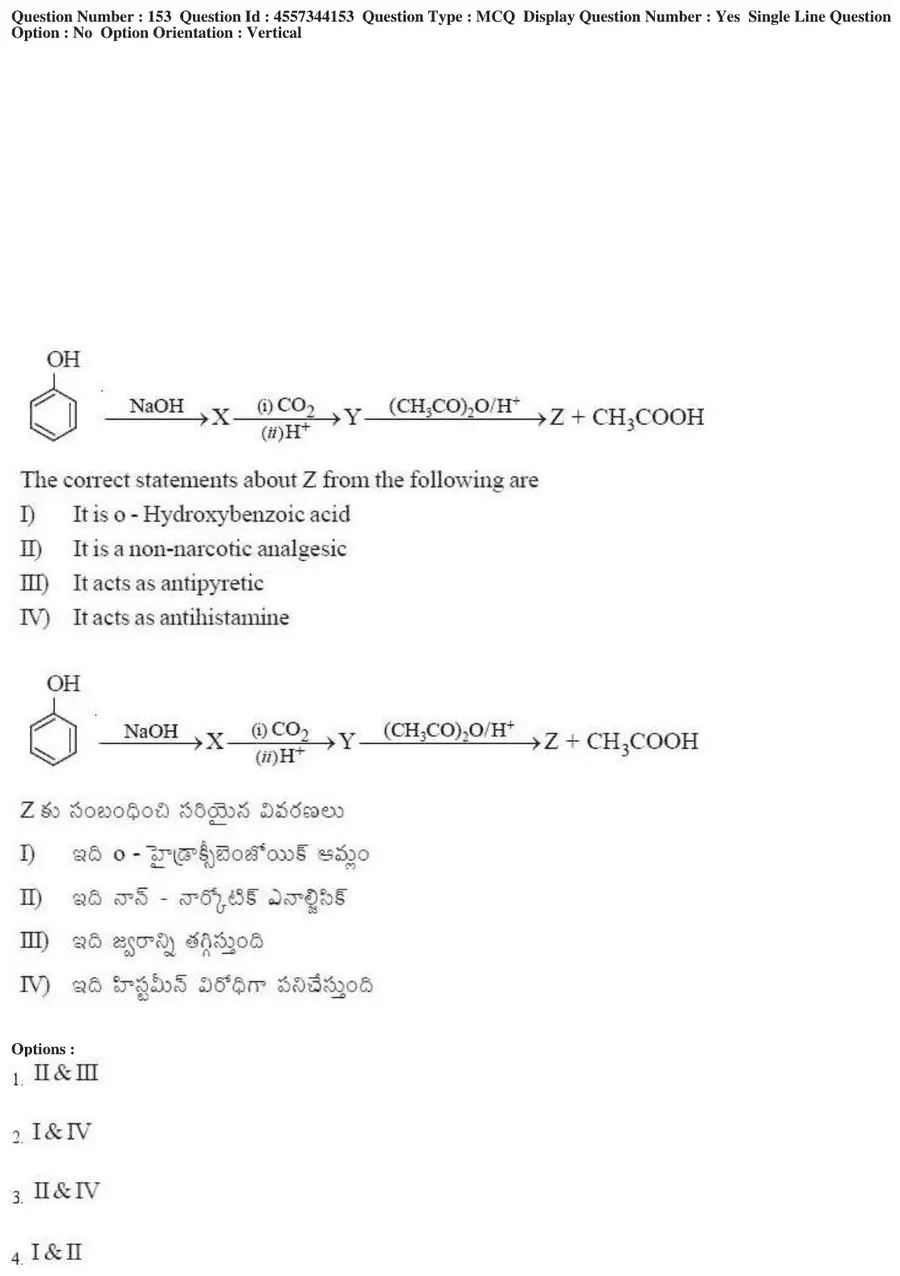 Question Number : 153 Question Id : 4557344153 Question Type : MCQ Display Question Number : Yes Single Line Question
Option : No Option Orientation : Vertical
OH
NaOH → X (i) CO₂ (ii) H⁺ → Y (CH₃CO)₂O/H⁺ → Z + CH₃COOH
The correct statements about Z from the following are
I) It is o - Hydroxybenzoic acid
II) It is a non-narcotic analgesic
III) It acts as antipyretic
IV) It acts as antihistamine
OH
NaOH → X (i) CO₂ (ii) H⁺ → Y (CH₃CO)₂O/H⁺ → Z + CH₃COOH
Z కు సంబంధించి సరియైన వివరణలు
I) ఇది o - హైడ్రాక్సీబెంజోయిక్ ఆమ్లం
II) ఇది నాన్ - నార్కోటిక్ ఎనాల్జిసిక్
III) ఇది జ్వరాన్ని తగ్గిస్తుంది
IV) ఇది హిస్టమీన్ విరోధిగా పనిచేస్తుంది
Options :
1. II & III
2. I & IV
3. II & IV
4. I & II